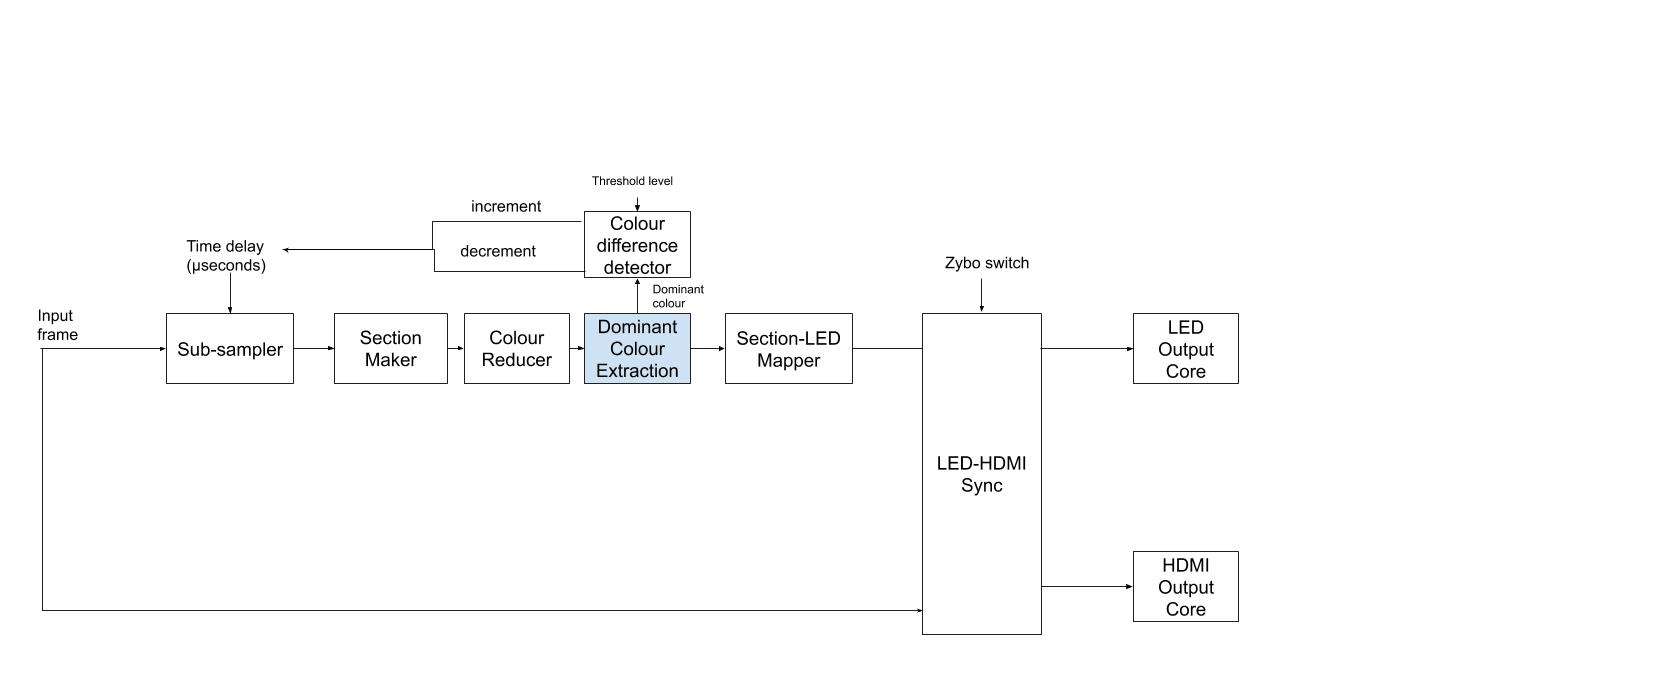 Threshold level
increment
Colour
difference
detector
decrement
Time delay
(µseconds)
Zybo switch
Dominant
colour
Input
frame
Sub-sampler
Section
Maker
Colour
Reducer
Dominant
Colour
Extraction
Section-LED
Mapper
LED
Output
Core
LED-HDMI
Sync
HDMI
Output
Core